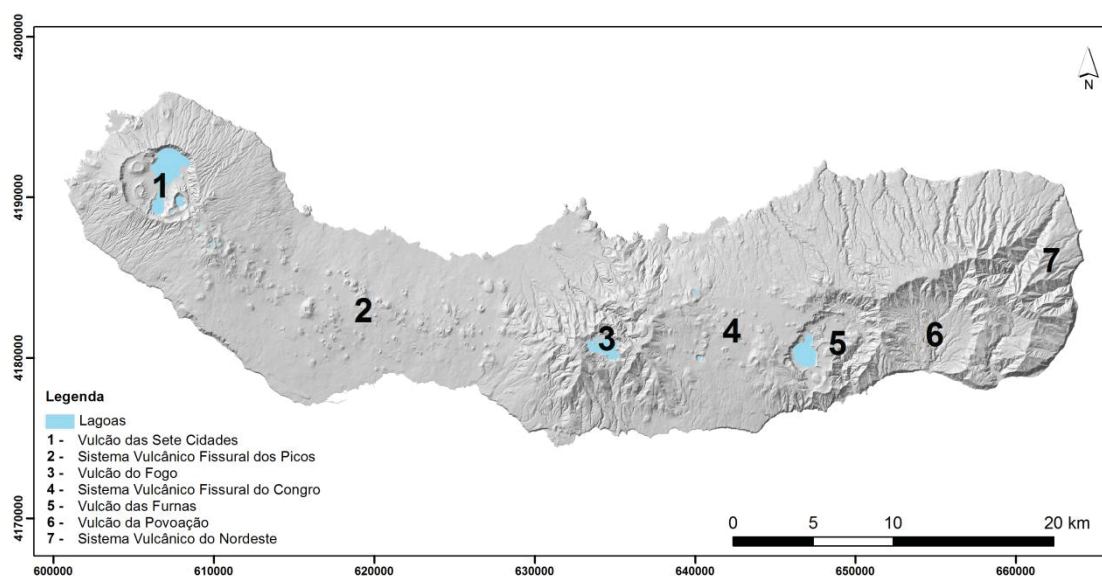 4200000
4190000
4180000
4170000
N
1
2
3
4
5
6
7
Legenda
Lagoas
1 - Vulcão das Sete Cidades
2 - Sistema Vulcânico Fissural dos Picos
3 - Vulcão do Fogo
4 - Sistema Vulcânico Fissural do Congro
5 - Vulcão das Furnas
6 - Vulcão da Povoação
7 - Sistema Vulcânico do Nordeste
0 5 10 20 km
600000 610000 620000 630000 640000 650000 660000